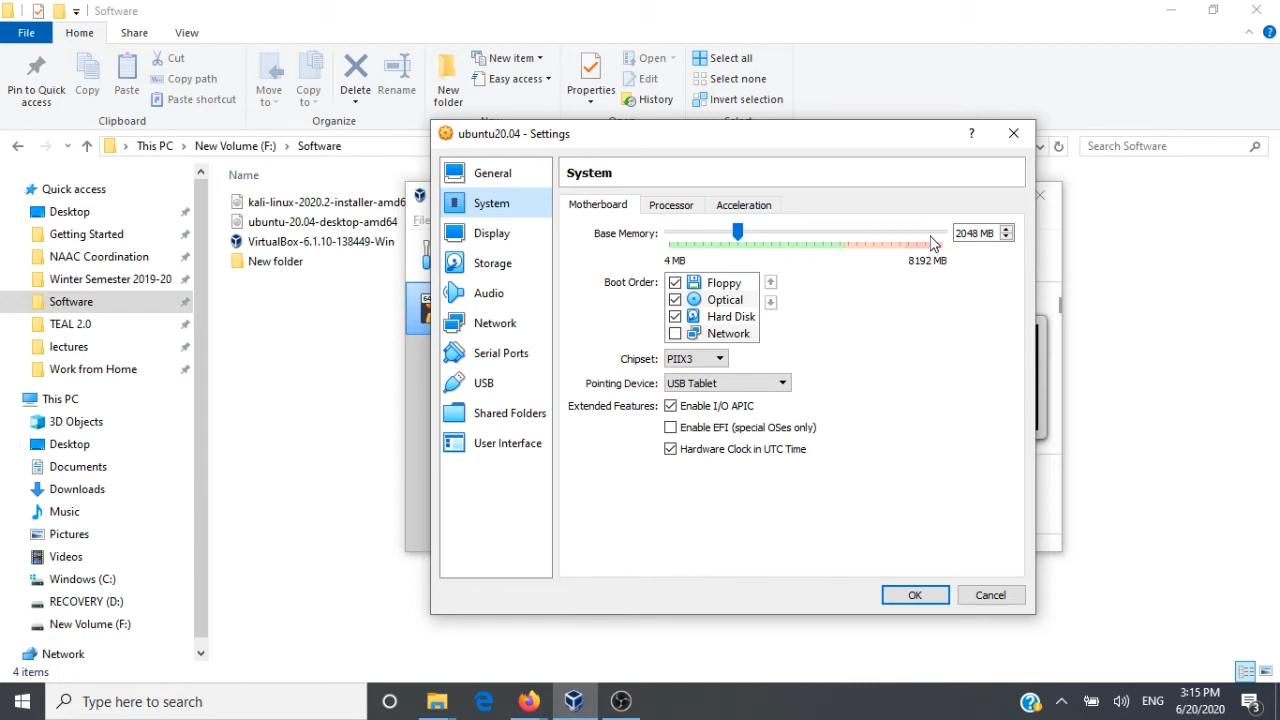 Software
File
Home
Share
View
Pin to Quick access
Copy
Paste
Cut
Copy path
Paste shortcut
Clipboard
Move to
Copy to
Delete
Rename
Organize
New folder
New item
Easy access
Properties
Open
Edit
History
Select all
Select none
Invert selection
This PC
New Volume (F:)
Software
Search Software
Quick access
Desktop
Getting Started
NAAC Coordination
Winter Semester 2019-20
Software
TEAL 2.0
lectures
Work from Home
This PC
3D Objects
Desktop
Documents
Downloads
Music
Pictures
Videos
Windows (C:)
RECOVERY (D:)
New Volume (F:)
Network
4 items
Name
kali-linux-2020.2-installer-amd6
ubuntu-20.04-desktop-amd64
VirtualBox-6.1.10-138449-Win
New folder
ubuntu20.04 - Settings
General
System
Display
Storage
Audio
Network
Serial Ports
USB
Shared Folders
User Interface
System
Motherboard
Processor
Acceleration
Base Memory:
2048 MB
4 MB
8192 MB
Boot Order:
Floppy
Optical
Hard Disk
Network
Chipset: PIIX3
Pointing Device: USB Tablet
Extended Features:
Enable I/O APIC
Enable EFI (special OSes only)
Hardware Clock in UTC Time
OK
Cancel
Type here to search
ENG
3:15 PM
6/20/2020
3